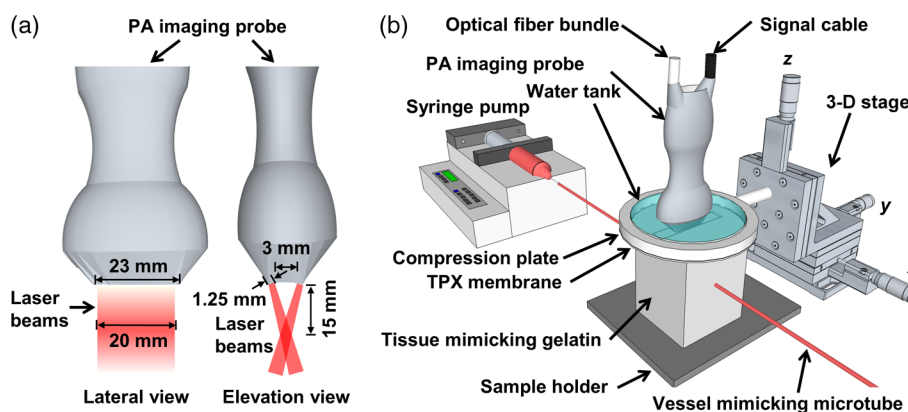 (a)
PA imaging probe
23 mm
Laser
beams
20 mm
Lateral view
3 mm
1.25 mm
Laser
beams
15 mm
Elevation view
(b)
Optical fiber bundle
Signal cable
PA imaging probe
Water tank
Syringe pump
z
3-D stage
y
Compression plate
TPX membrane
Tissue mimicking gelatin
Sample holder
Vessel mimicking microtube